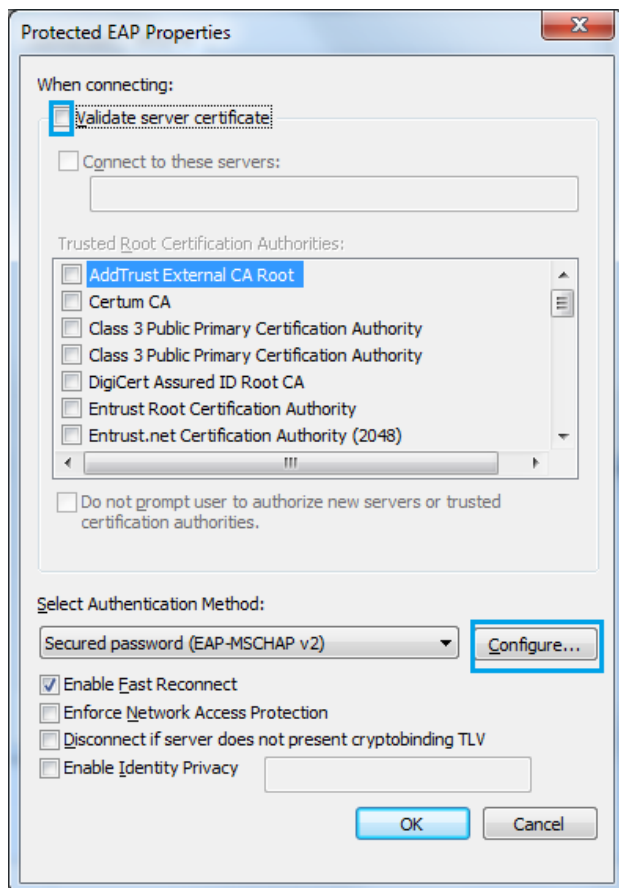 Protected EAP Properties
When connecting:
Validate server certificate
Connect to these servers:
Trusted Root Certification Authorities:
AddTrust External CA Root
Certum CA
Class 3 Public Primary Certification Authority
Class 3 Public Primary Certification Authority
DigiCert Assured ID Root CA
Entrust Root Certification Authority
Entrust.net Certification Authority (2048)
Do not prompt user to authorize new servers or trusted
certification authorities.
Select Authentication Method:
Secured password (EAP-MSCHAP v2)
Configure...
Enable Fast Reconnect
Enforce Network Access Protection
Disconnect if server does not present cryptobinding TLV
Enable Identity Privacy
OK
Cancel